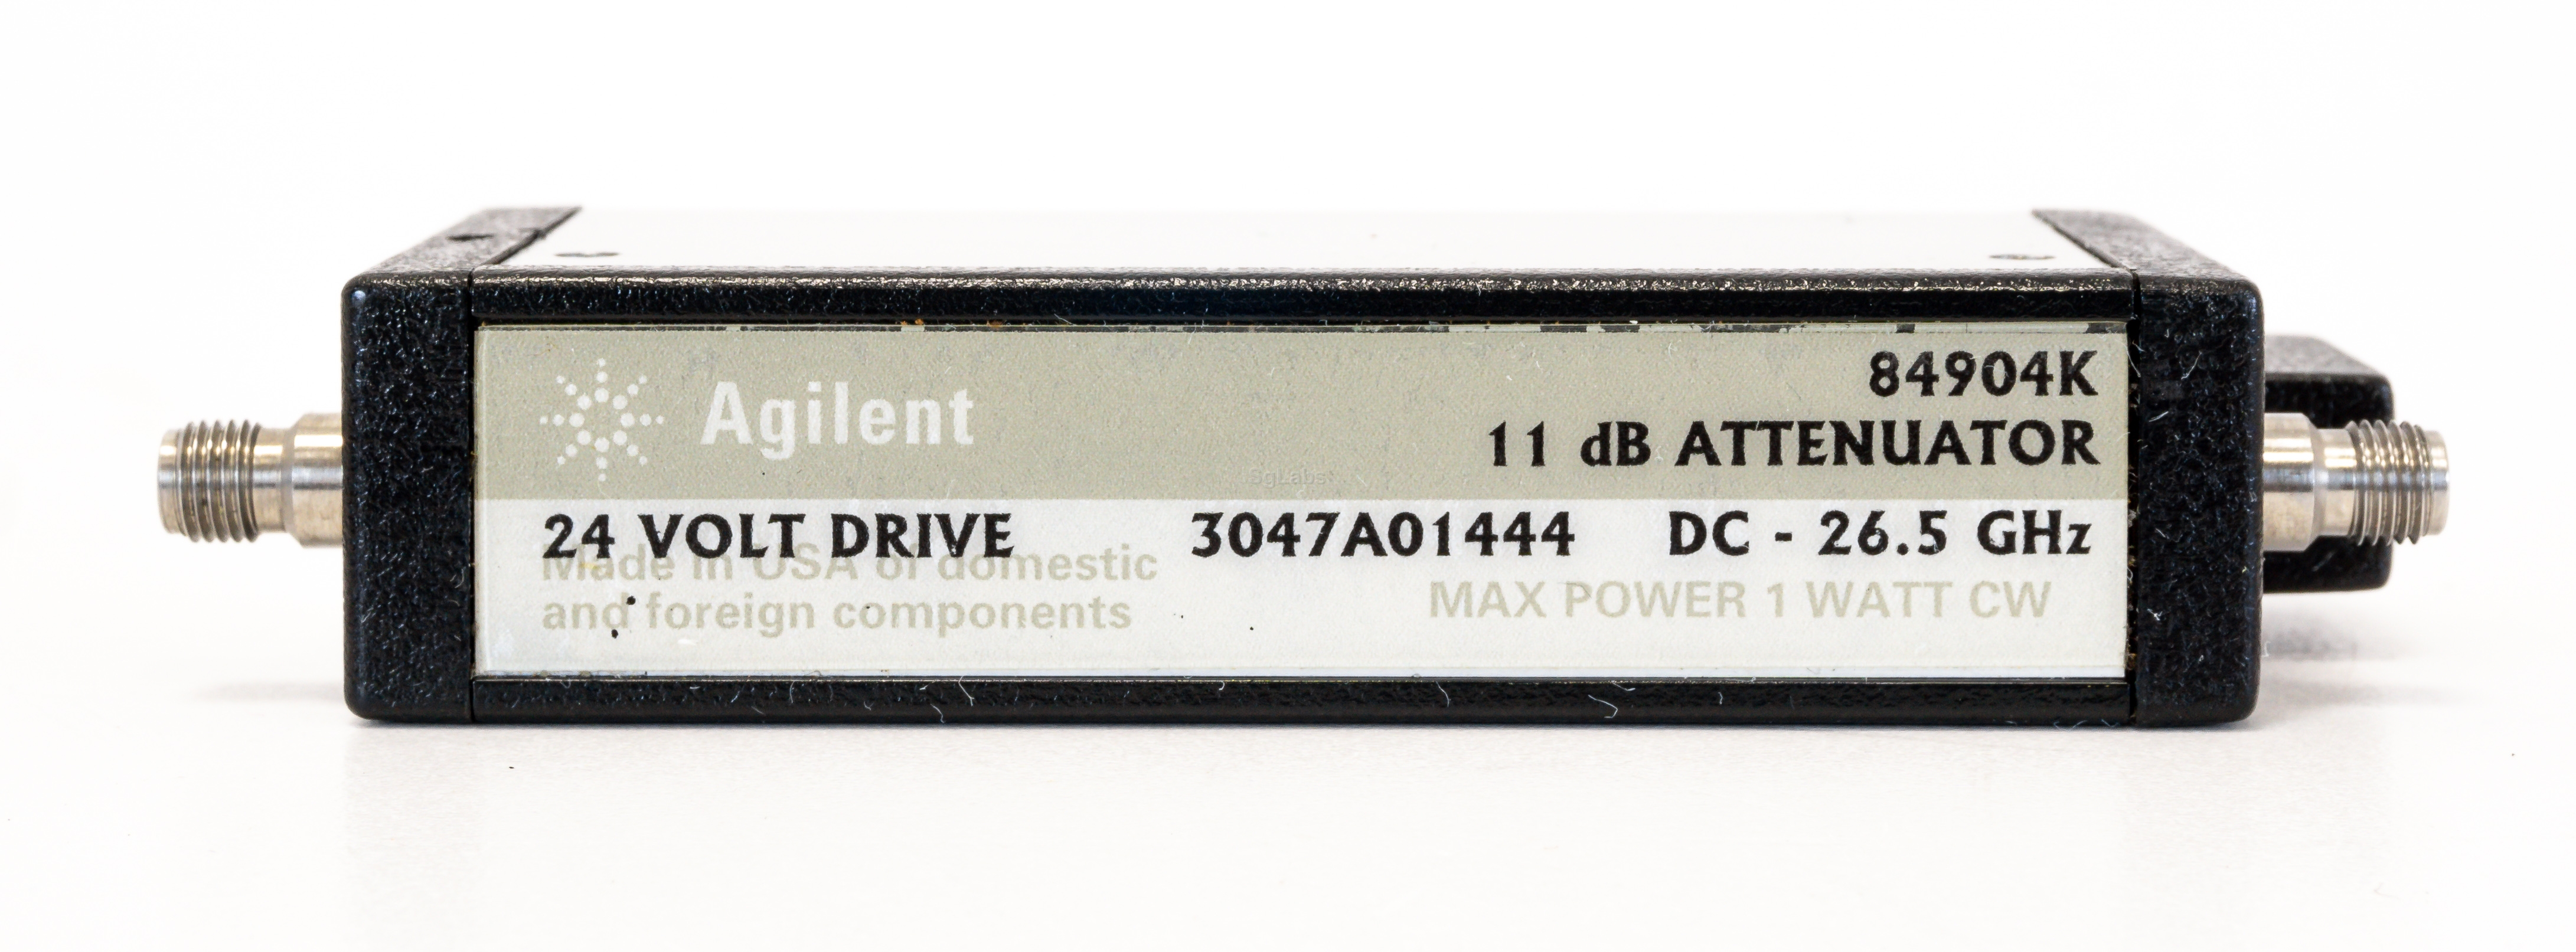 84904K
Agilent
11 dB ATTENUATOR
SgLabs
24 VOLT DRIVE 3047A01444 DC - 26.5 GHz
Made in USA of domestic
and foreign components
MAX POWER 1 WATT CW